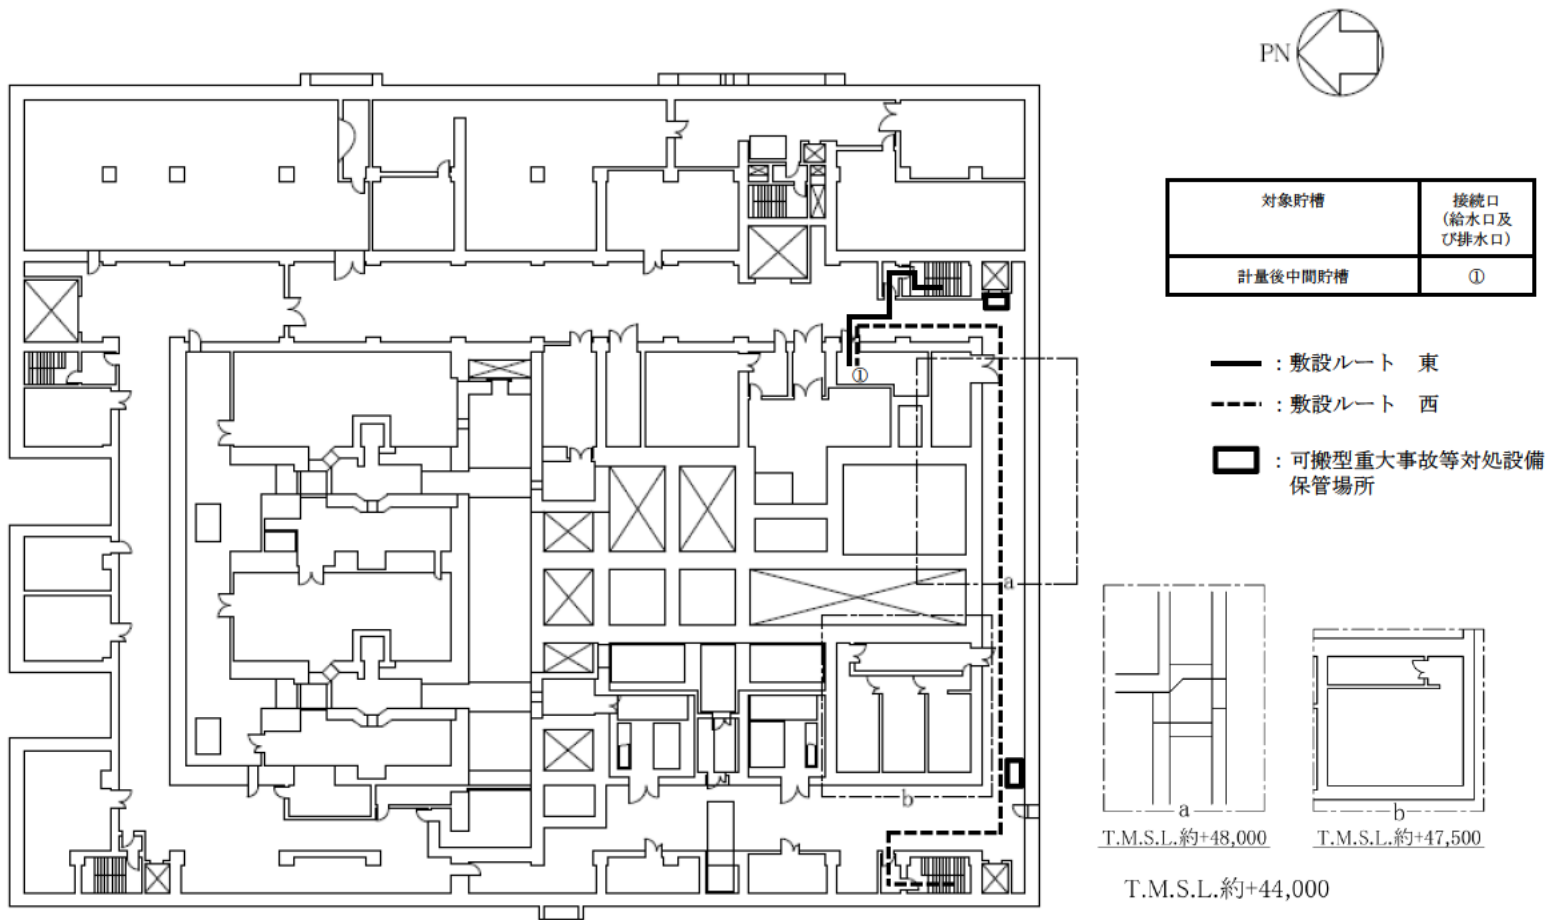 PN
対象貯槽
接続口
(給水口及
び排水口)
計量後中間貯槽
①
：敷設ルート　東
：敷設ルート　西
：可搬型重大事故等対処設備
保管場所
①
a
b
a
T.M.S.L.約+48,000
b
T.M.S.L.約+47,500
T.M.S.L.約+44,000